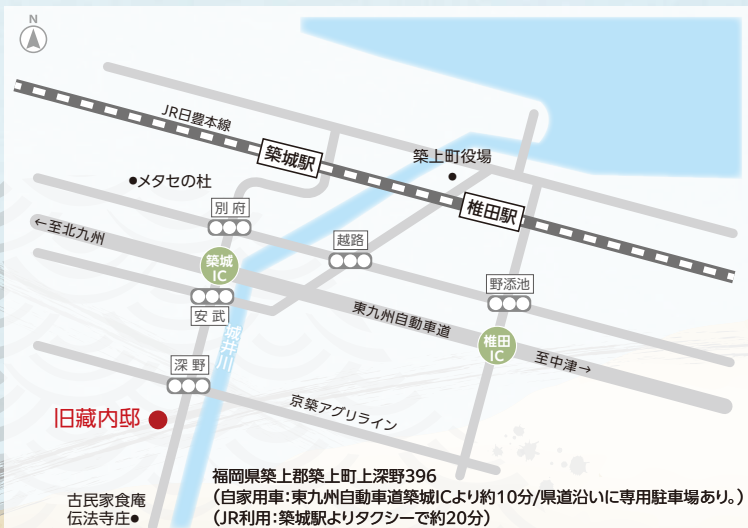 N
JR日豊本線
築城駅
築上町役場
●メタセの杜
椎田駅
別府
←至北九州
越路
築城
IC
野添池
安武
東九州自動車道
城井川
椎田
IC
至中津→
深野
京築アグリライン
旧藏内邸
福岡県築上郡築上町上深野396
(自家用車:東九州自動車道築城ICより約10分/県道沿いに専用駐車場あり。)
(JR利用:築城駅よりタクシーで約20分)
古民家食庵
伝法寺庄●